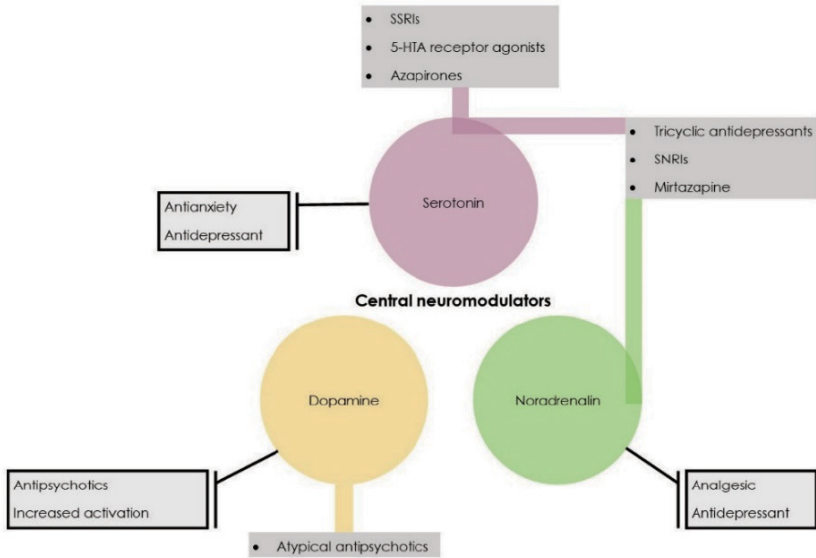 • SSRIs
• 5-HTA receptor agonists
• Azapirones
• Tricyclic antidepressants
• SNRIs
• Mirtazapine
Antianxiety
Antidepressant
Serotonin
Central neuromodulators
Dopamine
Noradrenalin
Antipsychotics
Increased activation
Analgesic
Antidepressant
• Atypical antipsychotics